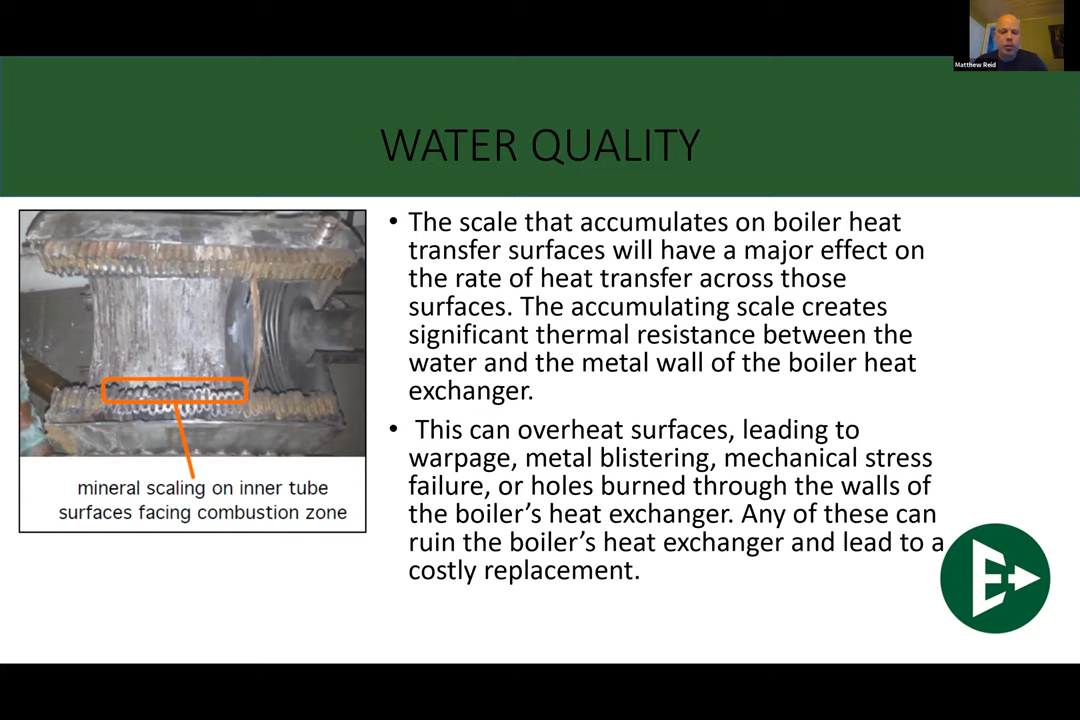 Matthew Reid
WATER QUALITY
• The scale that accumulates on boiler heat
transfer surfaces will have a major effect on
the rate of heat transfer across those
surfaces. The accumulating scale creates
significant thermal resistance between the
water and the metal wall of the boiler heat
exchanger.
• This can overheat surfaces, leading to
warpage, metal blistering, mechanical stress
failure, or holes burned through the walls of
the boiler’s heat exchanger. Any of these can
ruin the boiler’s heat exchanger and lead to a
costly replacement.
mineral scaling on inner tube
surfaces facing combustion zone
E